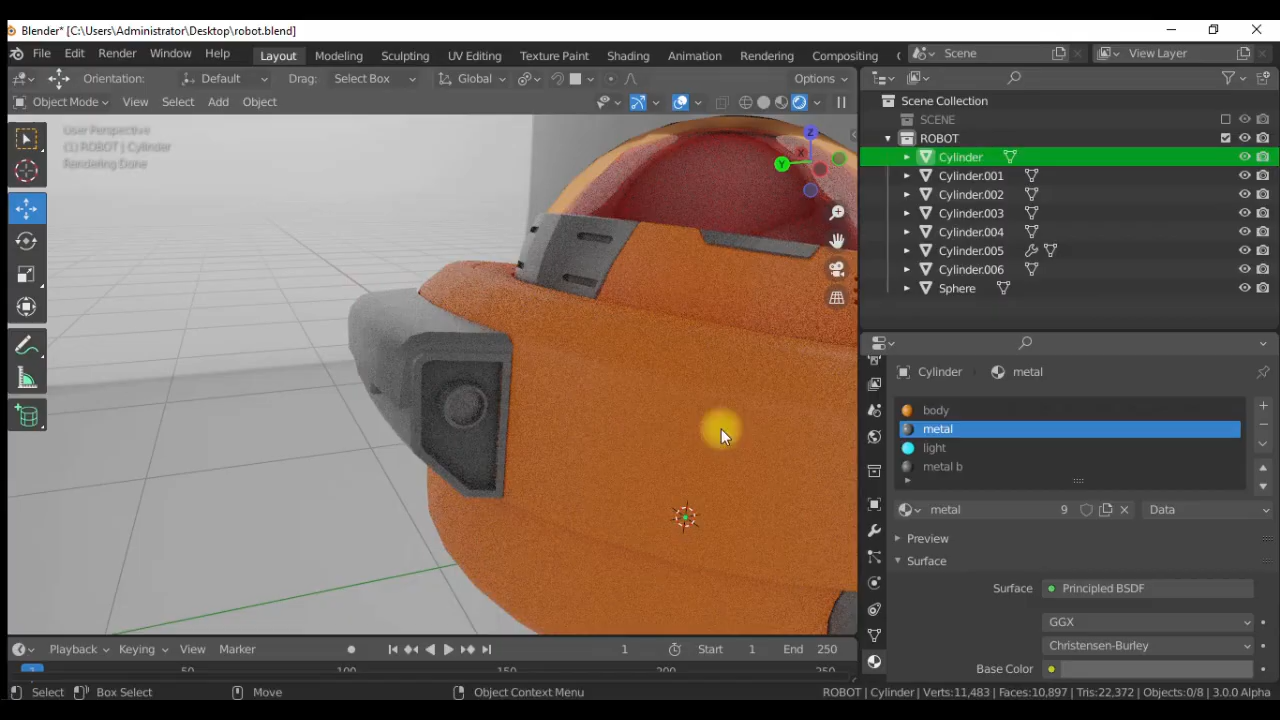 Blender* [C:\Users\Administrator\Desktop\robot.blend]
File Edit Render Window Help Layout Modeling Sculpting UV Editing Texture Paint Shading Animation Rendering Compositing Scene View Layer
Orientation: Default Drag: Select Box Global Options
Object Mode View Select Add Object
User Perspective
(1) ROBOT | Cylinder
Rendering Done
Z
X
Y
Scene Collection
SCENE
ROBOT
Cylinder
Cylinder.001
Cylinder.002
Cylinder.003
Cylinder.004
Cylinder.005
Cylinder.006
Sphere
Cylinder metal
body
metal
light
metal b
metal 9 Data
Preview
Surface
Surface Principled BSDF
GGX
Christensen-Burley
Base Color
Playback Keying View Marker 1 Start 1 End 250
1 50 100 150 200 250
Select Box Select Move Object Context Menu ROBOT | Cylinder | Verts:11,483 | Faces:10,897 | Tris:22,372 | Objects:0/8 | 3.0.0 Alpha